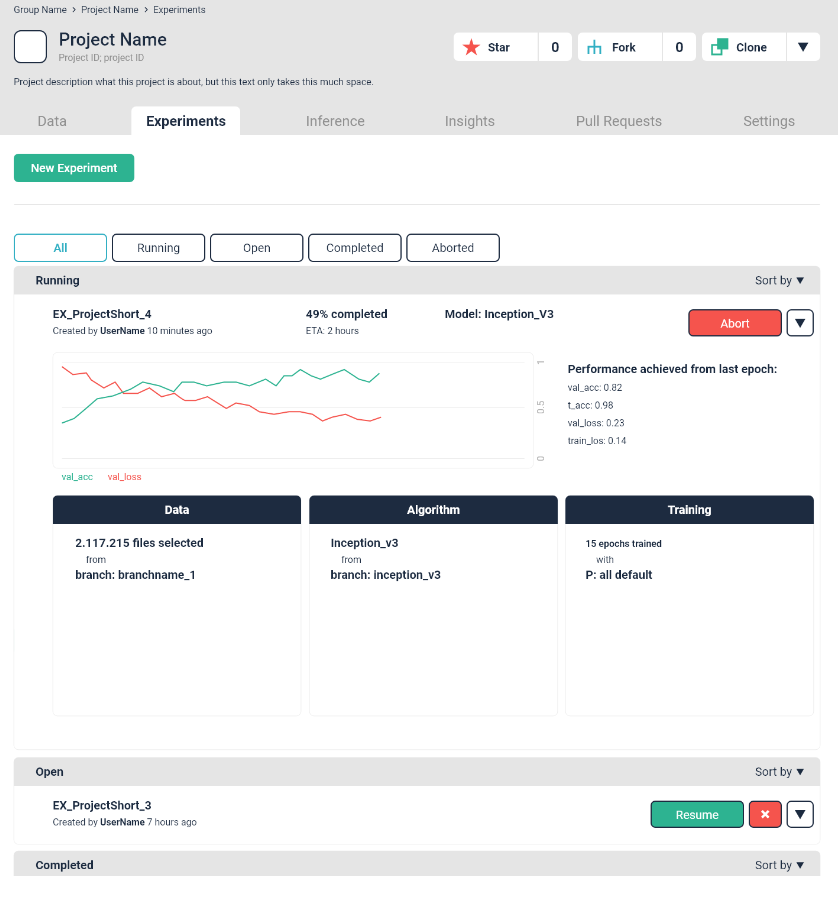 Group Name > Project Name > Experiments
Project Name
Project ID; project ID
Star 0 Fork 0 Clone
Project description what this project is about, but this text only takes this much space.
Data Experiments Inference Insights Pull Requests Settings
New Experiment
All Running Open Completed Aborted
Running Sort by
EX_ProjectShort_4 49% completed Model: Inception_V3
Created by UserName 10 minutes ago ETA: 2 hours
Abort
1
0.5
0
val_acc val_loss
Performance achieved from last epoch:
val_acc: 0.82
t_acc: 0.98
val_loss: 0.23
train_los: 0.14
Data
2.117.215 files selected
from
branch: branchname_1
Algorithm
Inception_v3
from
branch: inception_v3
Training
15 epochs trained
with
P: all default
Open Sort by
EX_ProjectShort_3
Created by UserName 7 hours ago
Resume
Completed Sort by